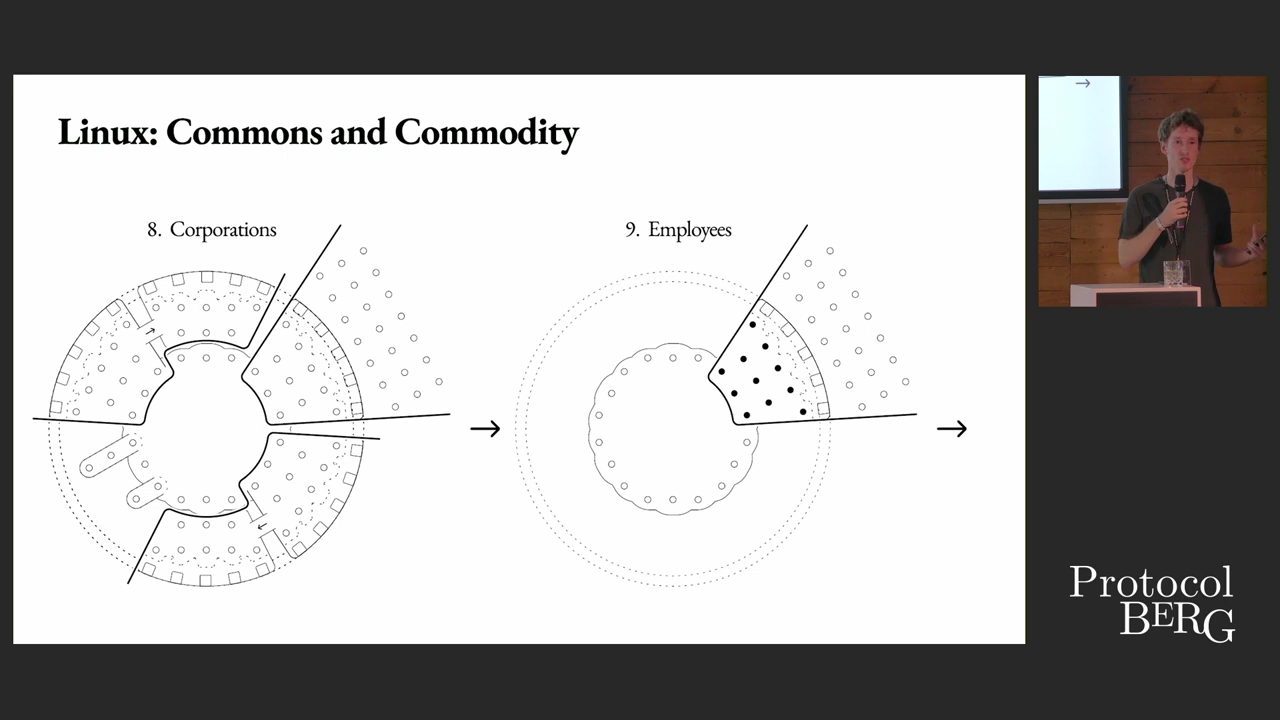 Linux: Commons and Commodity
8. Corporations
9. Employees
Protocol
BERG